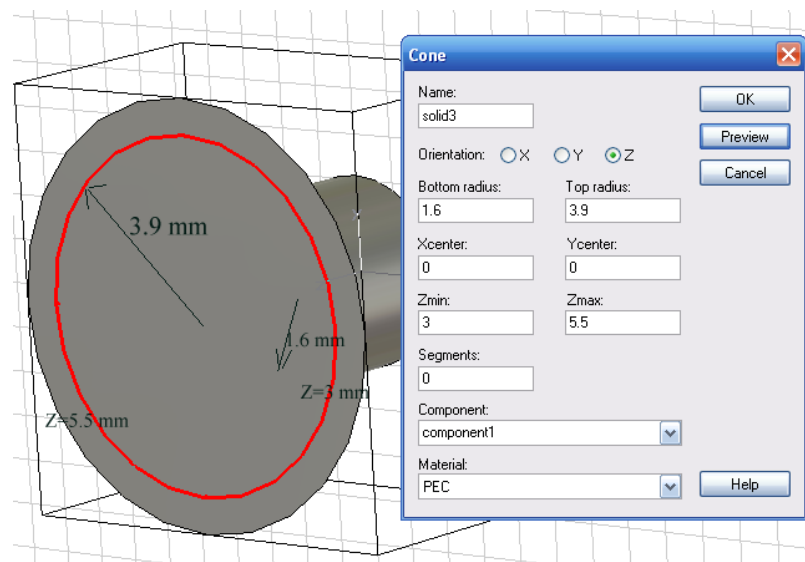 3.9 mm
1.6 mm
Z=3 mm
Z=5.5 mm
Cone
Name:
solid3
OK
Preview
Cancel
Orientation: X Y Z
Bottom radius: Top radius:
1.6 3.9
Xcenter: Ycenter:
0 0
Zmin: Zmax:
3 5.5
Segments:
0
Component:
component1
Material:
PEC
Help